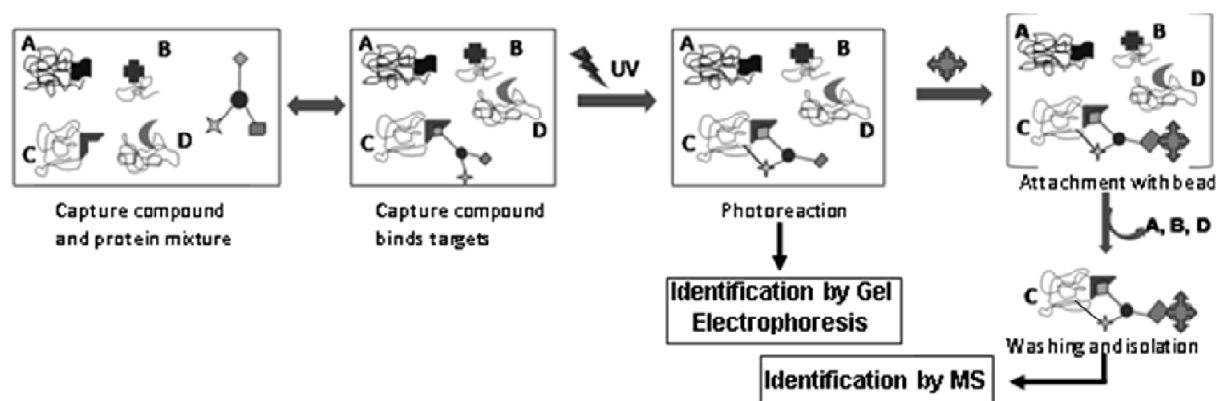 A
B
C
D
Capture compound
and protein mixture
A
B
C
D
Capture compound
binds targets
UV
A
B
C
D
Photoreaction
Identification by Gel
Electrophoresis
A
B
C
D
Attachment with bead
A, B, D
C
Washing and isolation
Identification by MS